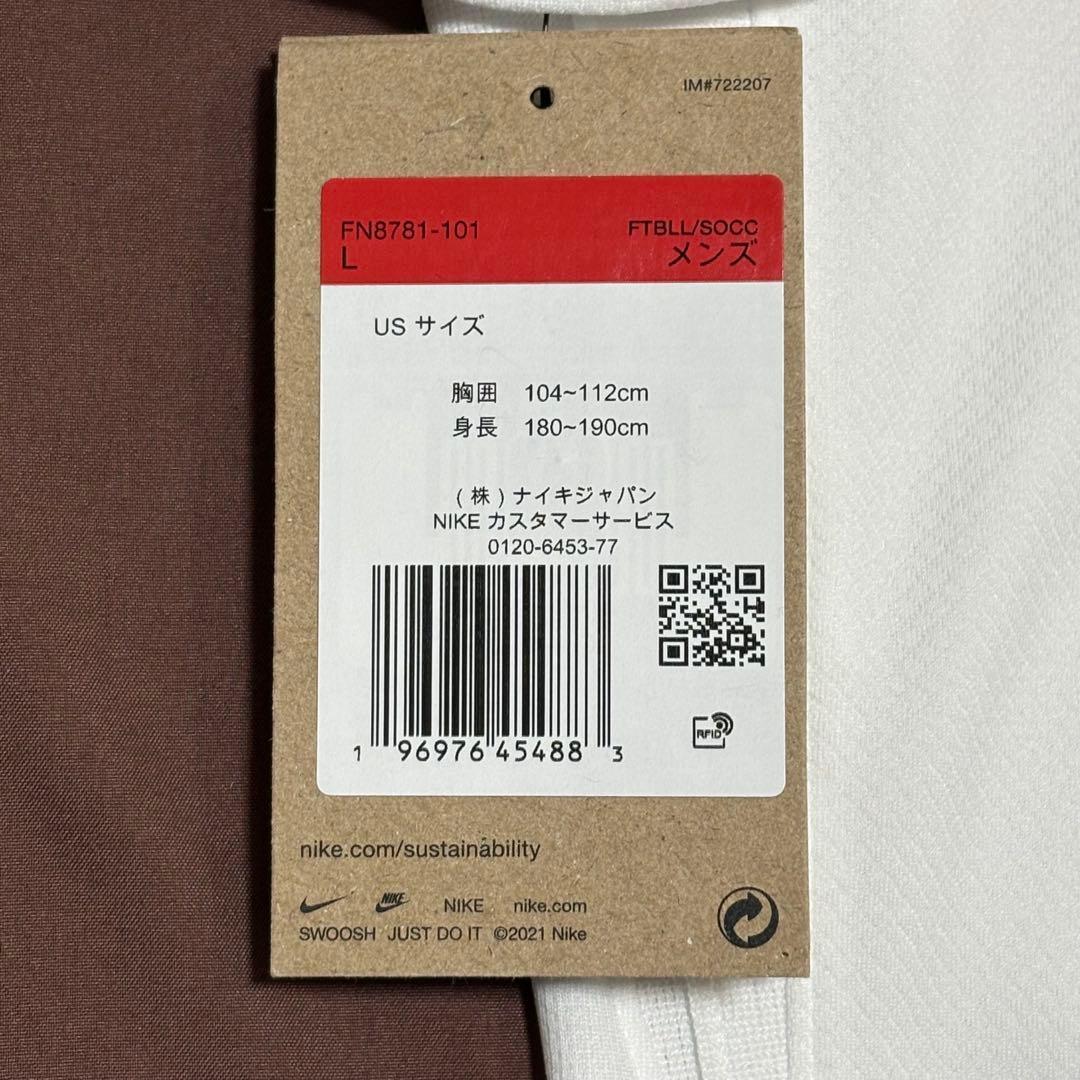 IM#722207
FN8781-101 FTBLL/SOCC
L メンズ
US サイズ
胸囲 104~112cm
身長 180~190cm
(株)ナイキジャパン
NIKE カスタマーサービス
0120-6453-77
1 96976 45488 3
RFID
nike.com/sustainability
NIKE NIKE nike.com
SWOOSH JUST DO IT ©2021 Nike